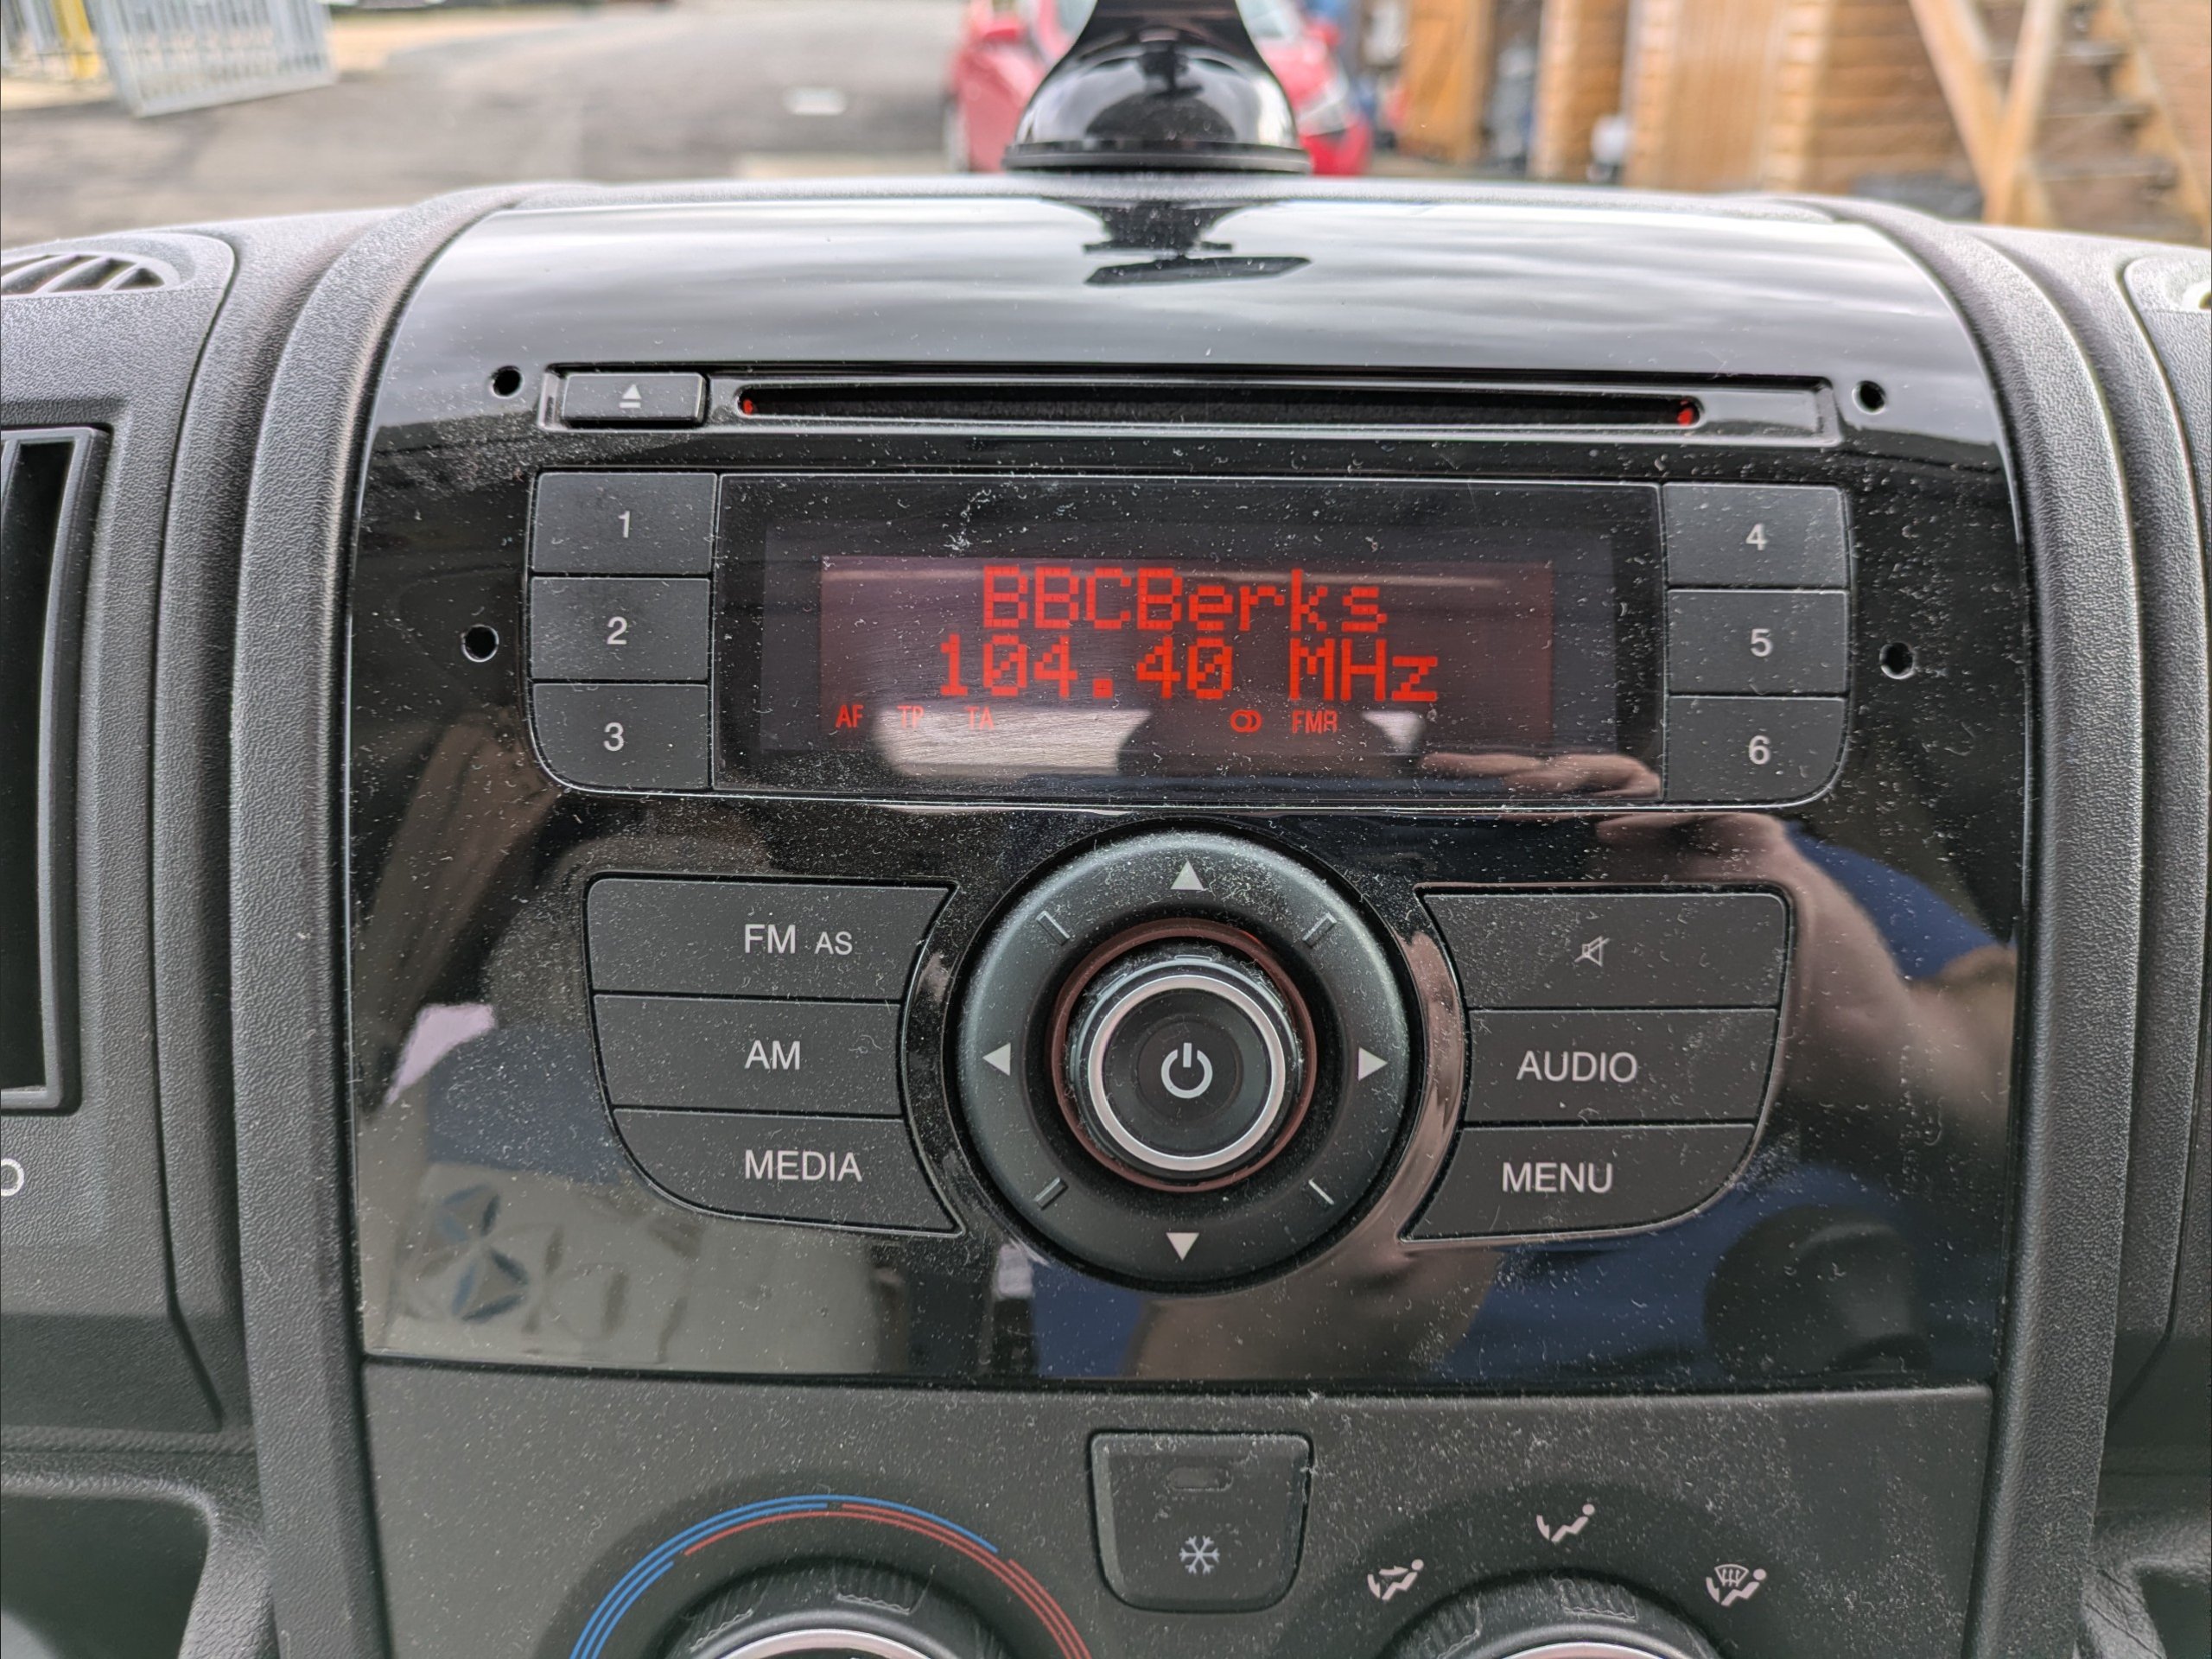 1
2
3
BBCBerks
104.40 MHz
AF TP TA FMR
4
5
6
FM AS
AM
MEDIA
AUDIO
MENU